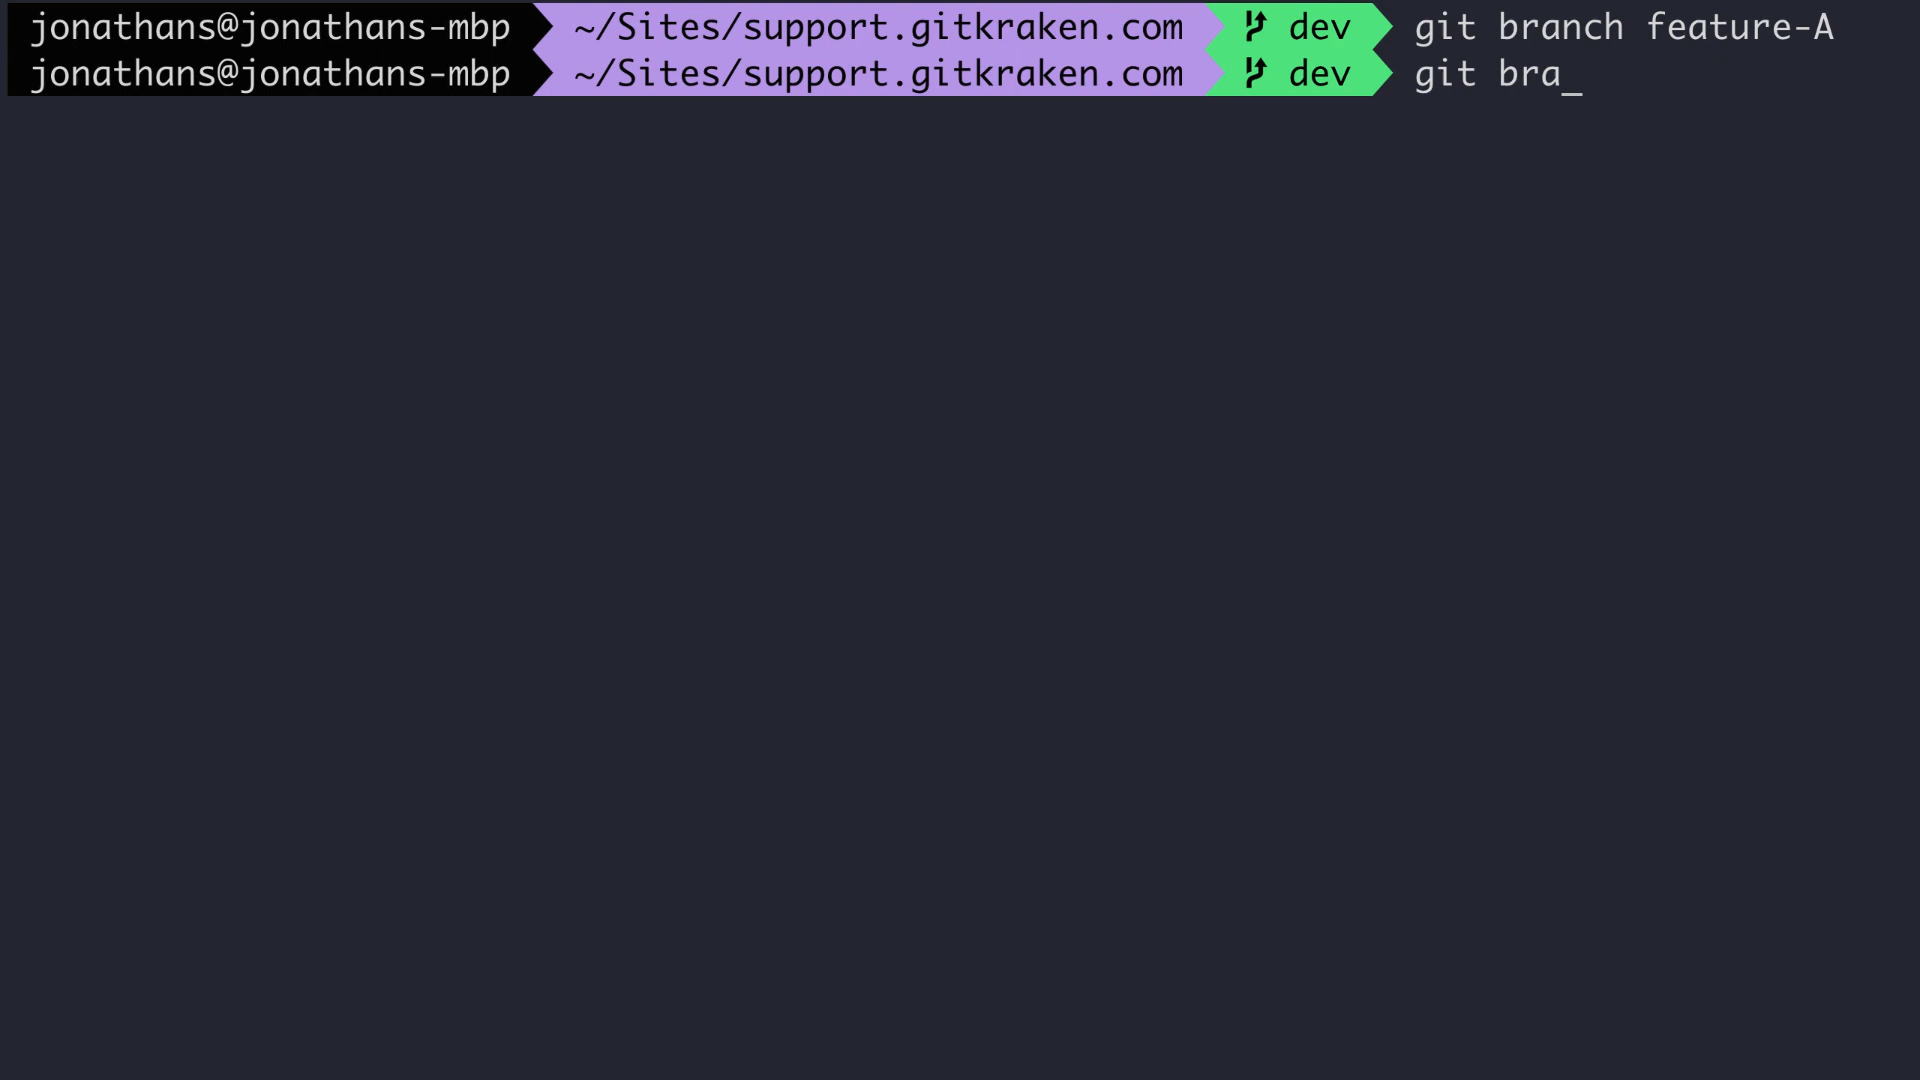 jonathans@jonathans-mbp ~/Sites/support.gitkraken.com dev git branch feature-A
jonathans@jonathans-mbp ~/Sites/support.gitkraken.com dev git bra_